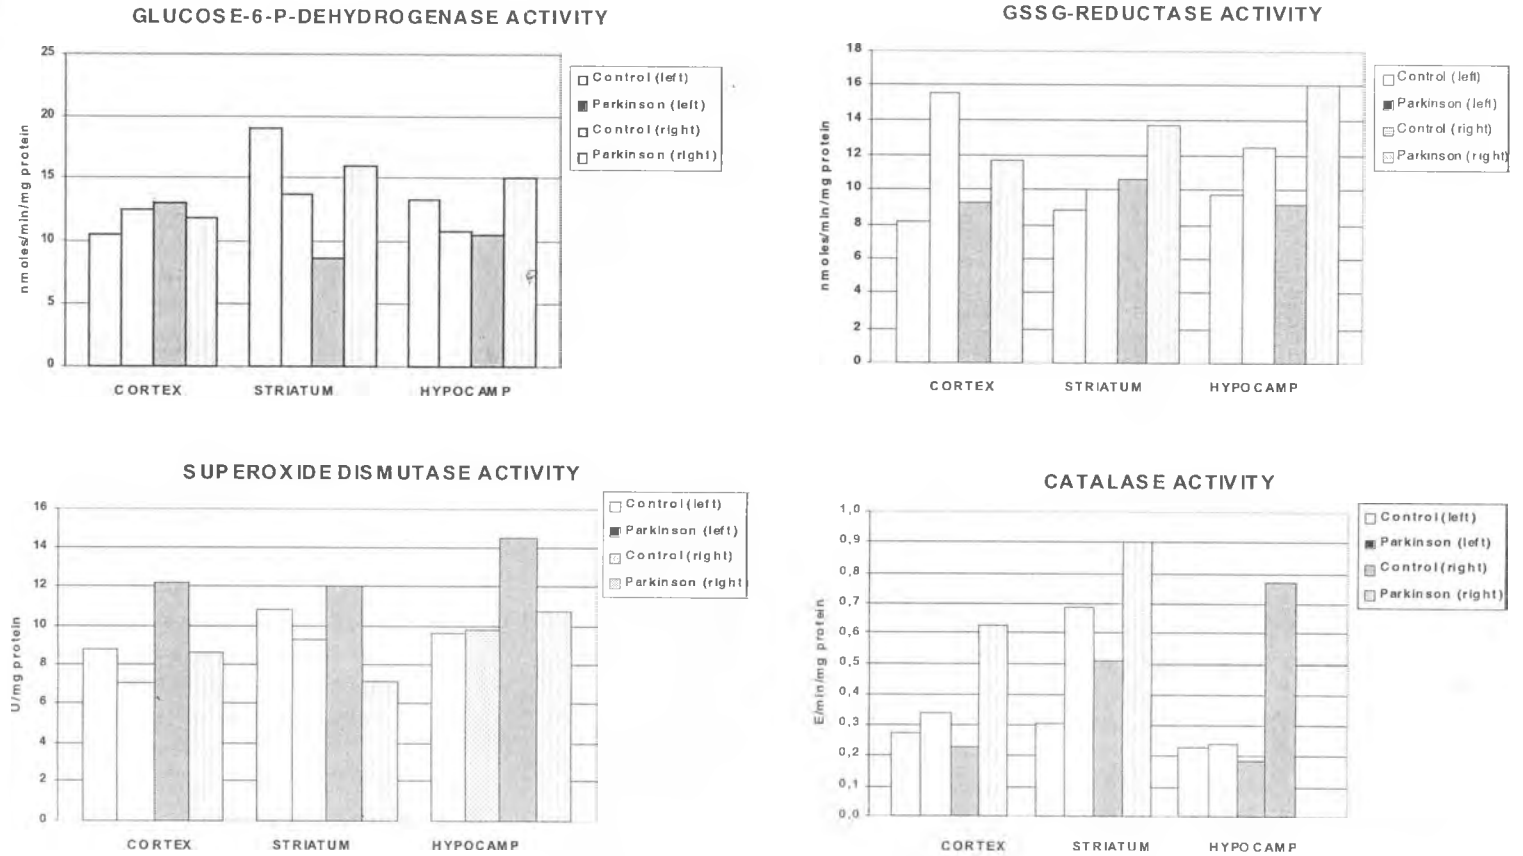 GLUCOSE-6-P-DEHYDROGENASE ACTIVITY
25
20
15
10
5
0
nmoles/min/mg protein
CORTEX
STRIATUM
HYPOCAMP
Control (left)
Parkinson (left)
Control (right)
Parkinson (right)
GSSG-REDUCTASE ACTIVITY
18
16
14
12
10
8
6
4
2
0
nmoles/min/mg protein
CORTEX
STRIATUM
HYPOCAMP
Control (left)
Parkinson (left)
Control (right)
Parkinson (right)
SUPEROXIDE DISMUTASE ACTIVITY
16
14
12
10
8
6
4
2
0
U/mg protein
CORTEX
STRIATUM
HYPOCAMP
Control (left)
Parkinson (left)
Control (right)
Parkinson (right
CATALASE ACTIVITY
1,0
0,9
0,8
0,7
0,6
0,5
0,4
0,3
0,2
0,1
0,0
E/min/mg protein
CORTEX
STRIATUM
HYPOCAMP
Control (left)
Parkinson (left)
Control (right)
Parkinson (right)